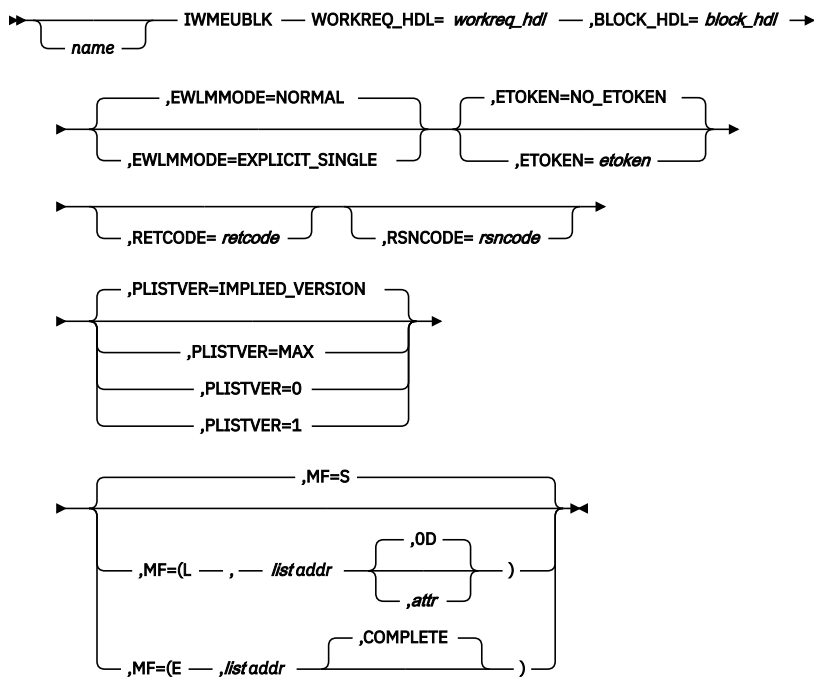 IWMEUBLK WORKREQ_HDL= workreq_hdl ,BLOCK_HDL= block_hdl
name
,EWLMMODE=NORMAL ,ETOKEN=NO_ETOKEN
,EWLMMODE=EXPLICIT_SINGLE ,ETOKEN= etoken
,RETCODE= retcode ,RSNCODE= rsncode
,PLISTVER=IMPLIED_VERSION
,PLISTVER=MAX
,PLISTVER=0
,PLISTVER=1
,MF=S
,0D
,MF=(L , list addr )
,attr
,COMPLETE
,MF=(E ,list addr )